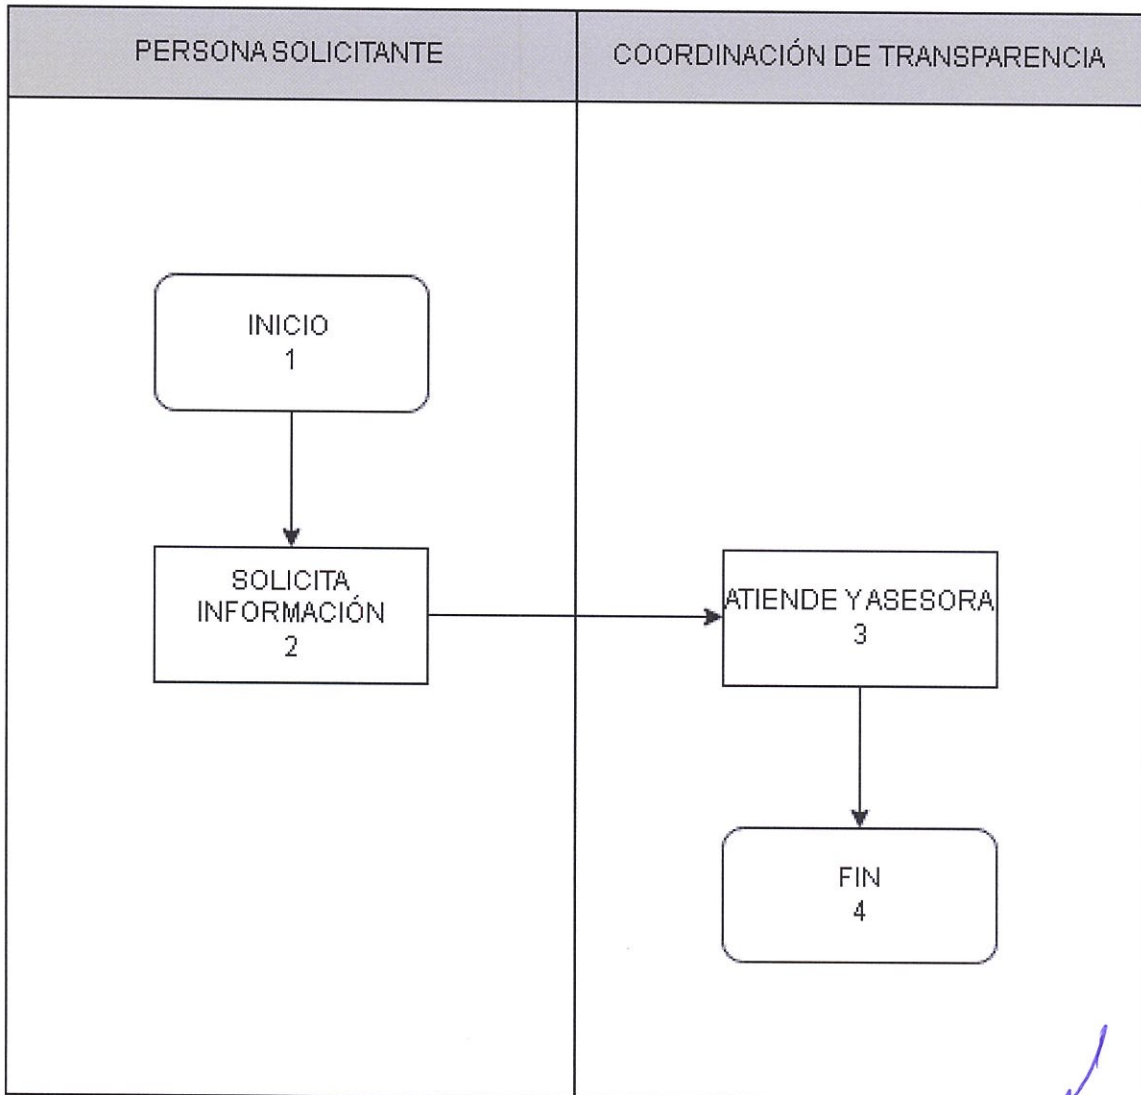 PERSONA SOLICITANTE
COORDINACIÓN DE TRANSPARENCIA
INICIO
1
SOLICITA
INFORMACIÓN
2
ATIENDE Y ASESORA
3
FIN
4